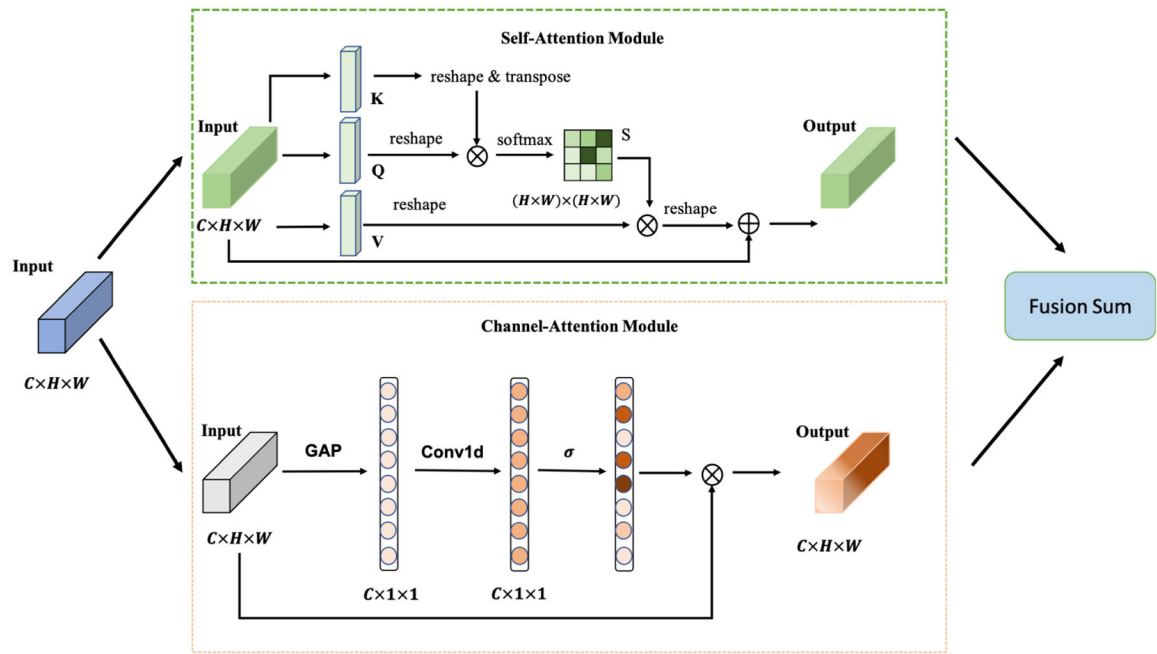 Self-Attention Module
K
reshape & transpose
Input
Q
reshape
softmax
S
(H×W)×(H×W)
C×H×W
V
reshape
reshape
Output
Input
C×H×W
Fusion Sum
Channel-Attention Module
Input
C×H×W
GAP
C×1×1
Conv1d
C×1×1
σ
Output
C×H×W